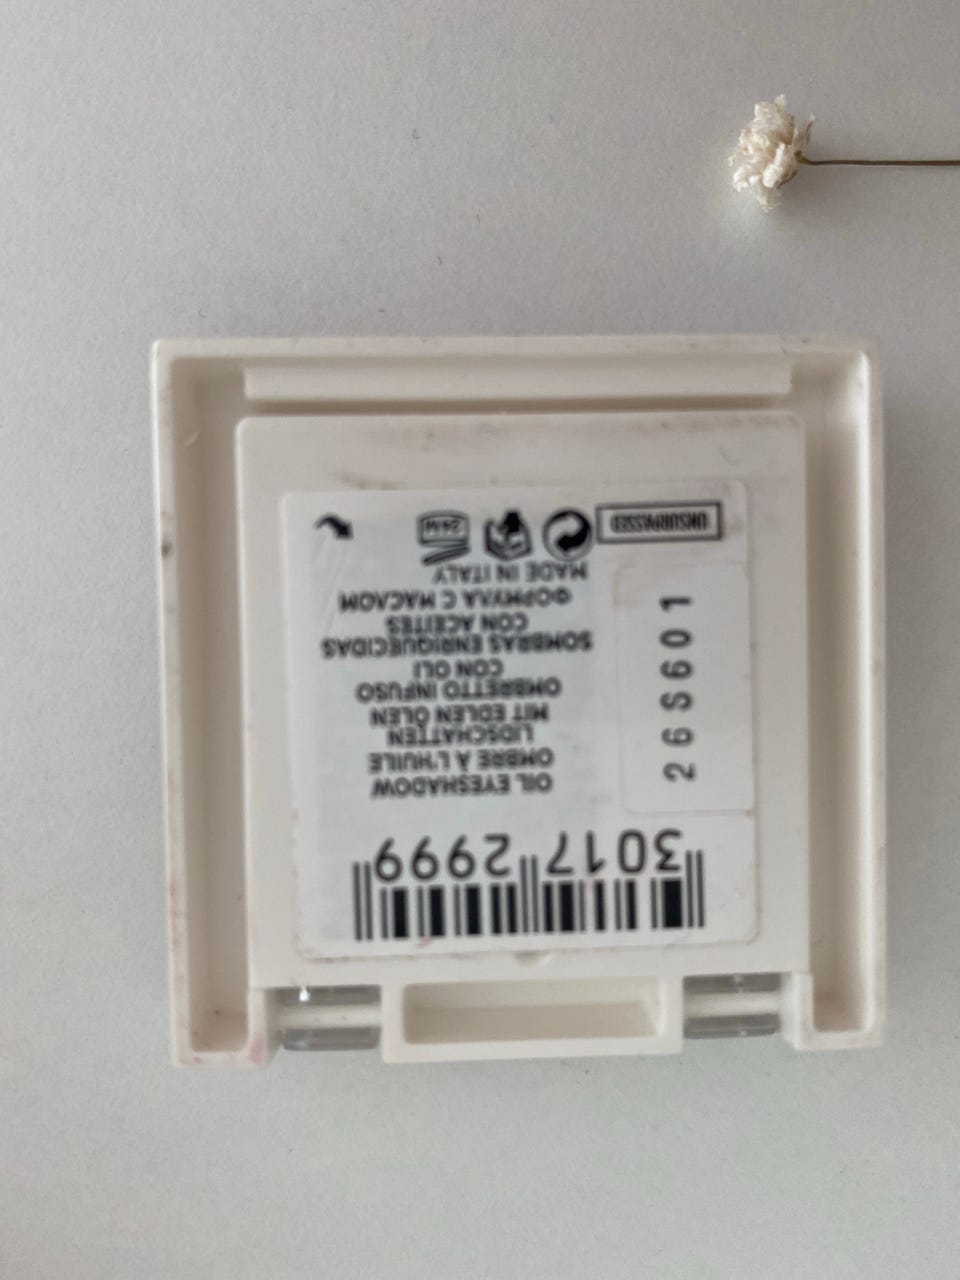 3017 2999
OIL EYESHADOW
OMBRE À L'HUILE
LIDSCHATTEN
MIT EDLEN ÖLEN
OMBRETTO INFUSO
CON OLI
SOMBRAS ENRIQUECIDAS
CON ACEITES
ФОРМУЛА С МАСЛОМ
MADE IN ITALY
26S601
UNSURPASSED
24M